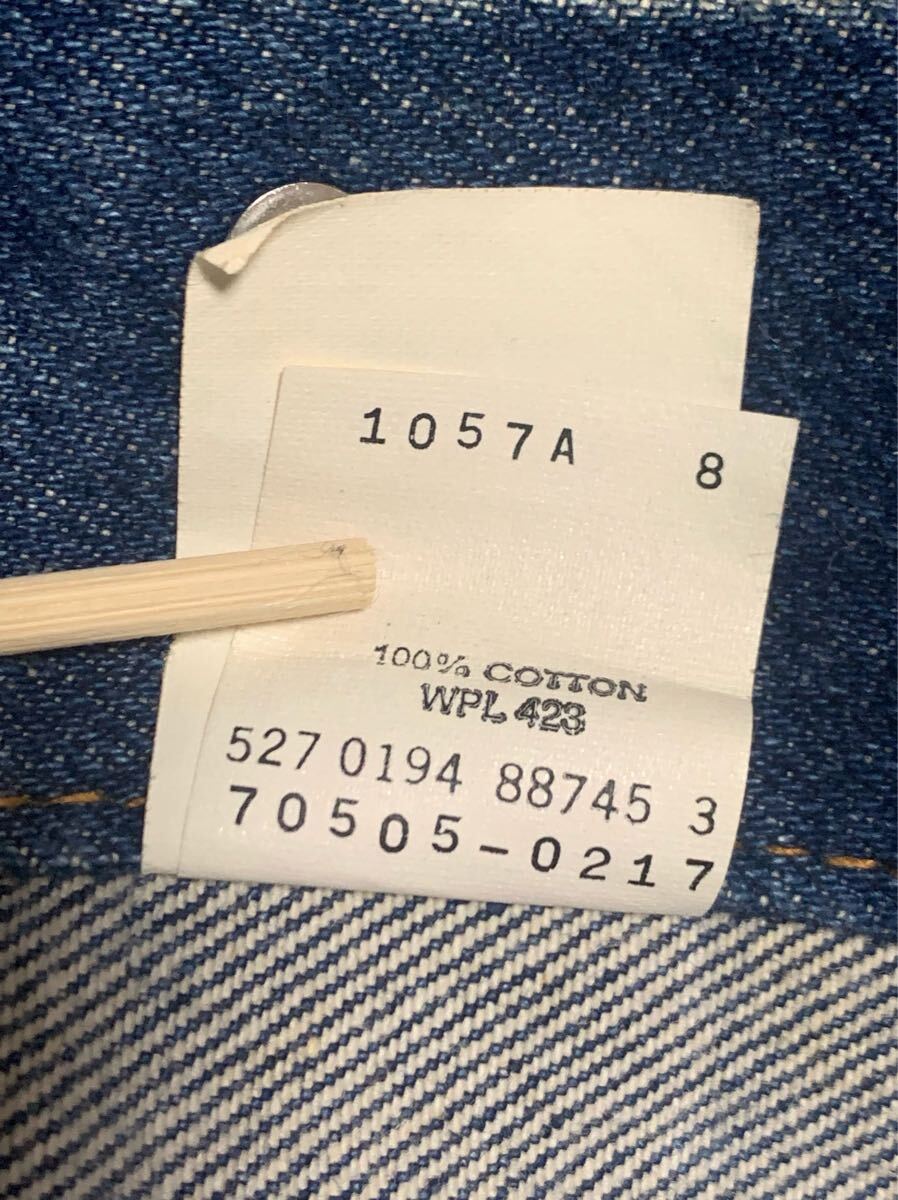 1057A 8
100% COTTON
WPL 423
527 0194 88745 3
70505-0217